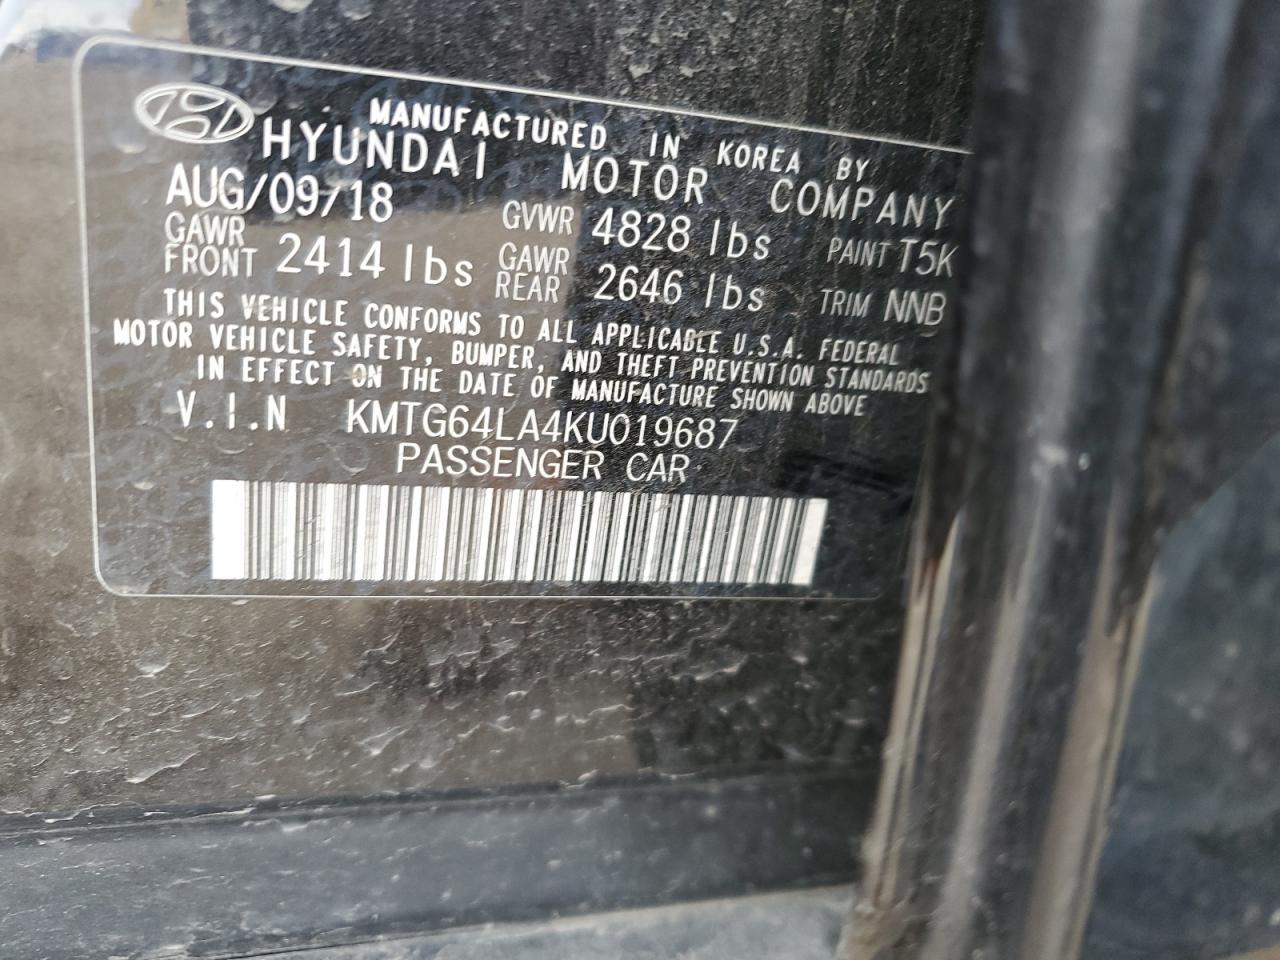 MANUFACTURED IN KOREA BY
HYUNDAI MOTOR COMPANY
AUG/09/18 GVWR 4828 lbs PAINT T5K
GAWR FRONT 2414 lbs GAWR REAR 2646 lbs TRIM NNB
THIS VEHICLE CONFORMS TO ALL APPLICABLE U.S.A. FEDERAL
MOTOR VEHICLE SAFETY, BUMPER, AND THEFT PREVENTION STANDARDS
IN EFFECT ON THE DATE OF MANUFACTURE SHOWN ABOVE
V.I.N KMTG64LA4KU019687
PASSENGER CAR